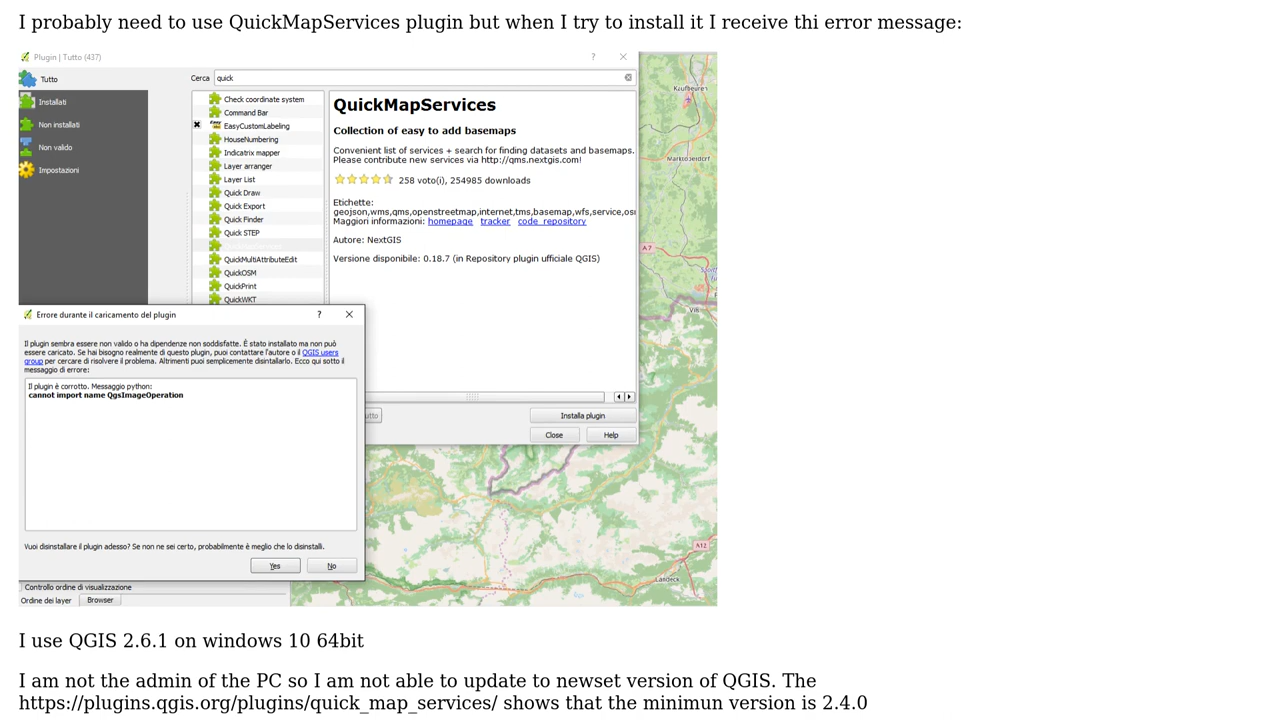 I probably need to use QuickMapServices plugin but when I try to install it I receive thi error message:
Plugin | Tutto (437)
?
Tutto
Cerca quick
Installati
Non installati
Non valido
Impostazioni
Check coordinate system
Command Bar
EasyCustomLabeling
HouseNumbering
Indicatrix mapper
Layer arranger
Layer List
Quick Draw
Quick Export
Quick Finder
Quick STEP
QuickMultiAttributeEdit
QuickOSM
QuickPrint
QuickWKT
QuickMapServices
Collection of easy to add basemaps
Convenient list of services + search for finding datasets and basemaps.
Please contribute new services via http://qms.nextgis.com!
258 voto(i), 254985 downloads
Etichette:
geojson,wms,qms,openstreetmap,internet,tms,basemap,wfs,service,osm
Maggiori informazioni: homepage tracker code_repository
Autore: NextGIS
Versione disponibile: 0.18.7 (in Repository plugin ufficiale QGIS)
utto
Installa plugin
Close
Help
Errore durante il caricamento del plugin
?
Il plugin sembra essere non valido o ha dipendenze non soddisfatte. È stato installato ma non può
essere caricato. Se hai bisogno realmente di questo plugin, puoi contattare l'autore o il QGIS users
group per cercare di risolvere il problema. Altrimenti puoi semplicemente disintallarlo. Ecco qui sotto il
messaggio di errore:
Il plugin è corrotto. Messaggio python:
cannot import name QgsImageOperation
Vuoi disinstallare il plugin adesso? Se non ne sei certo, probabilmente è meglio che lo disinstalli.
Yes
No
Controllo ordine di visualizzazione
Ordine dei layer
Browser
Kaufbeuren
Marktoberdorf
A7
Vils
A12
Landeck
I use QGIS 2.6.1 on windows 10 64bit
I am not the admin of the PC so I am not able to update to newset version of QGIS. The
https://plugins.qgis.org/plugins/quick_map_services/ shows that the minimun version is 2.4.0